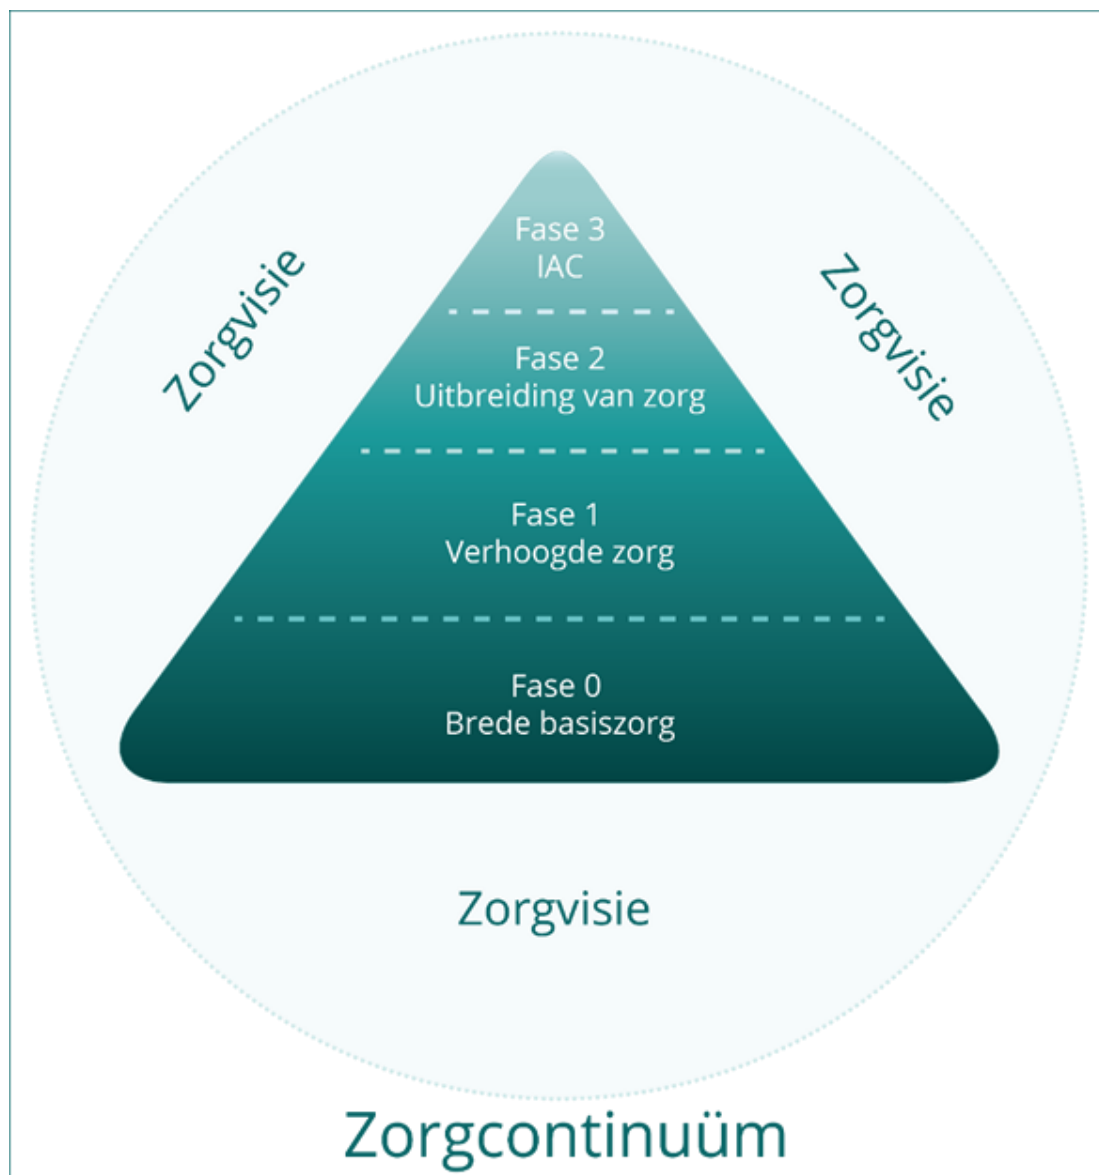 Zorgvisie
Zorgvisie
Fase 3
IAC
Fase 2
Uitbreiding van zorg
Fase 1
Verhoogde zorg
Fase 0
Brede basiszorg
Zorgvisie
Zorgcontinuüm